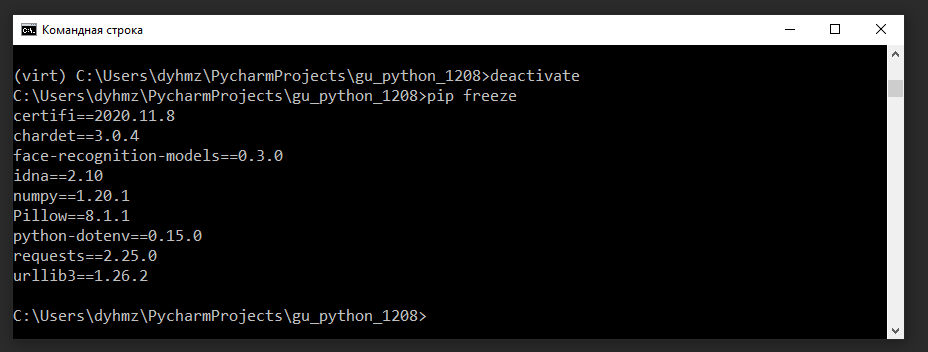 Командная строка
(virt) C:\Users\dyhmz\PycharmProjects\gu_python_1208>deactivate
C:\Users\dyhmz\PycharmProjects\gu_python_1208>pip freeze
certifi==2020.11.8
chardet==3.0.4
face-recognition-models==0.3.0
idna==2.10
numpy==1.20.1
Pillow==8.1.1
python-dotenv==0.15.0
requests==2.25.0
urllib3==1.26.2
C:\Users\dyhmz\PycharmProjects\gu_python_1208>